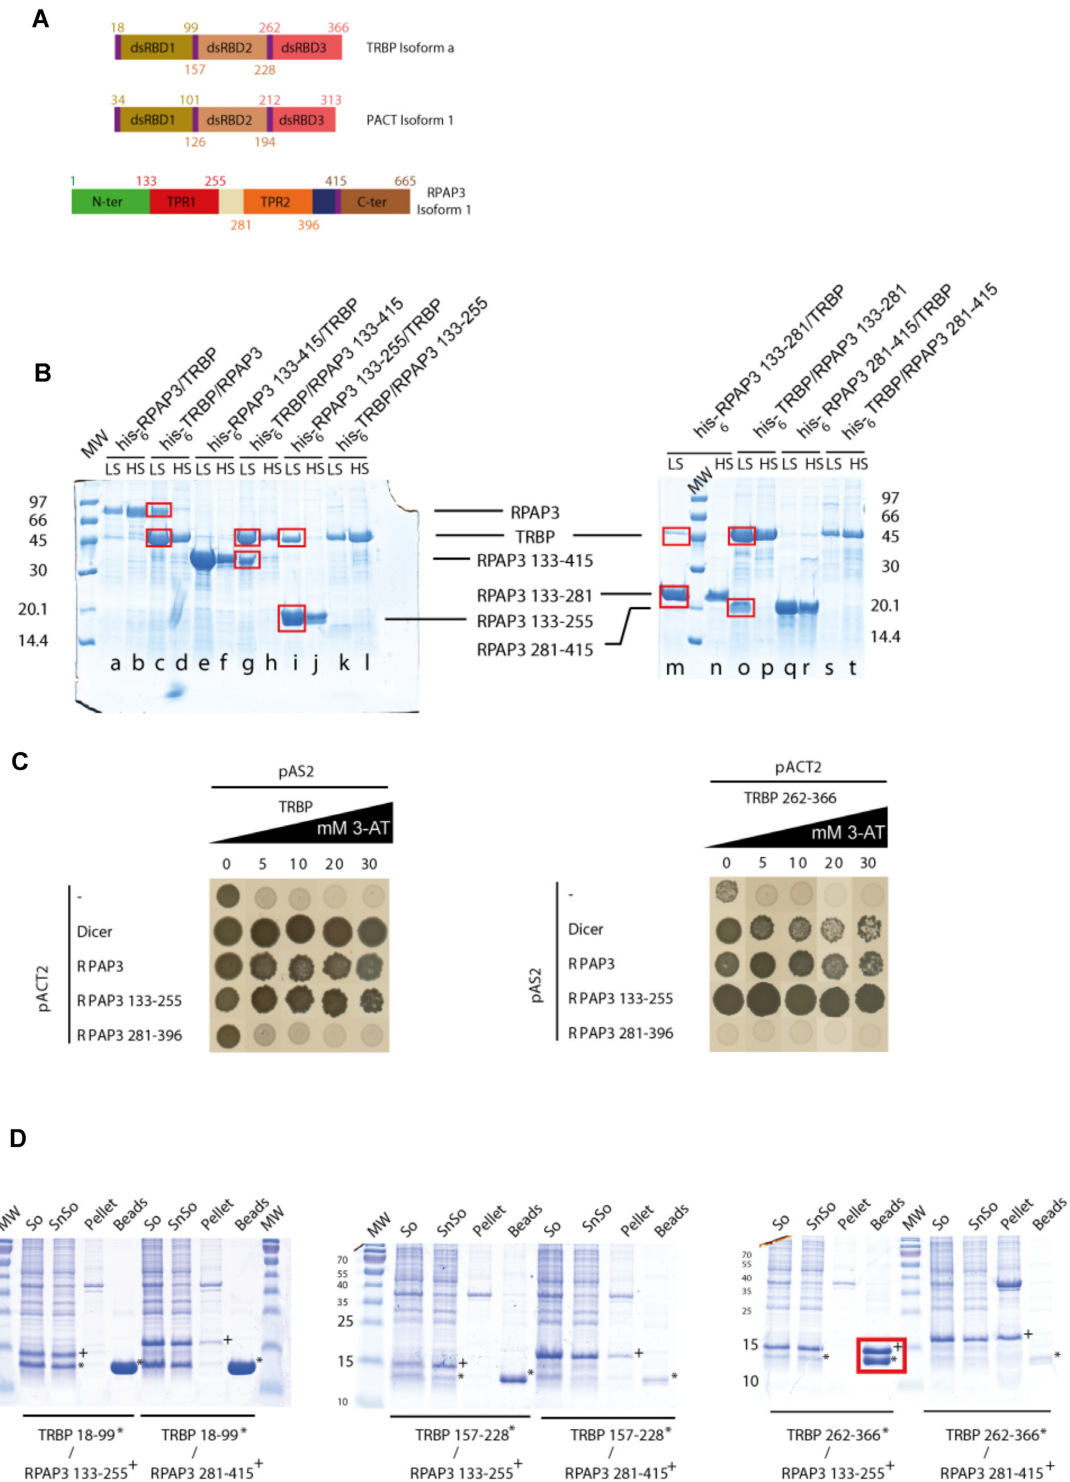 A
18 99 262 366
dsRBD1 dsRBD2 dsRBD3 TRBP Isoform a
157 228
34 101 212 313
dsRBD1 dsRBD2 dsRBD3 PACT Isoform 1
126 194
1 133 255 415 665
N-ter TPR1 TPR2 C-ter RPAP3
Isoform 1
281 396
B
MW
his6-RPAP3/TRBP
his6-TRBP/RPAP3
his6-RPAP3 133-415/TRBP
his6-TRBP/RPAP3 133-415
his6-RPAP3 133-255/TRBP
his6-TRBP/RPAP3 133-255
LS HS LS HS LS HS LS HS LS HS LS HS
97
66
45
30
20.1
14.4
a b c d e f g h i j k l
RPAP3
TRBP
RPAP3 133-415
RPAP3 133-281
RPAP3 133-255
RPAP3 281-415
his6-RPAP3 133-281/TRBP
his6-TRBP/RPAP3 133-281
his6-RPAP3 281-415/TRBP
his6-TRBP/RPAP3 281-415
LS MW HS LS HS LS HS LS HS
97
66
45
30
20.1
14.4
m n o p q r s t
C
pAS2
TRBP
mM 3-AT
0 5 10 20 30
pACT2
-
Dicer
RPAP3
RPAP3 133-255
RPAP3 281-396
pACT2
TRBP 262-366
mM 3-AT
0 5 10 20 30
pAS2
-
Dicer
RPAP3
RPAP3 133-255
RPAP3 281-396
D
MW So SnSo Pellet Beads So SnSo Pellet Beads MW
+
*
*
+
*
TRBP 18-99* TRBP 18-99*
/ /
RPAP3 133-255+ RPAP3 281-415+
MW So SnSo Pellet Beads So SnSo Pellet Beads
70
55
40
35
25
15
10
+
*
*
+
*
TRBP 157-228* TRBP 157-228*
/ /
RPAP3 133-255+ RPAP3 281-415+
So SnSo Pellet Beads MW So SnSo Pellet Beads
70
55
40
35
25
15
10
*
+
*
+
*
TRBP 262-366* TRBP 262-366*
/ /
RPAP3 133-255+ RPAP3 281-415+